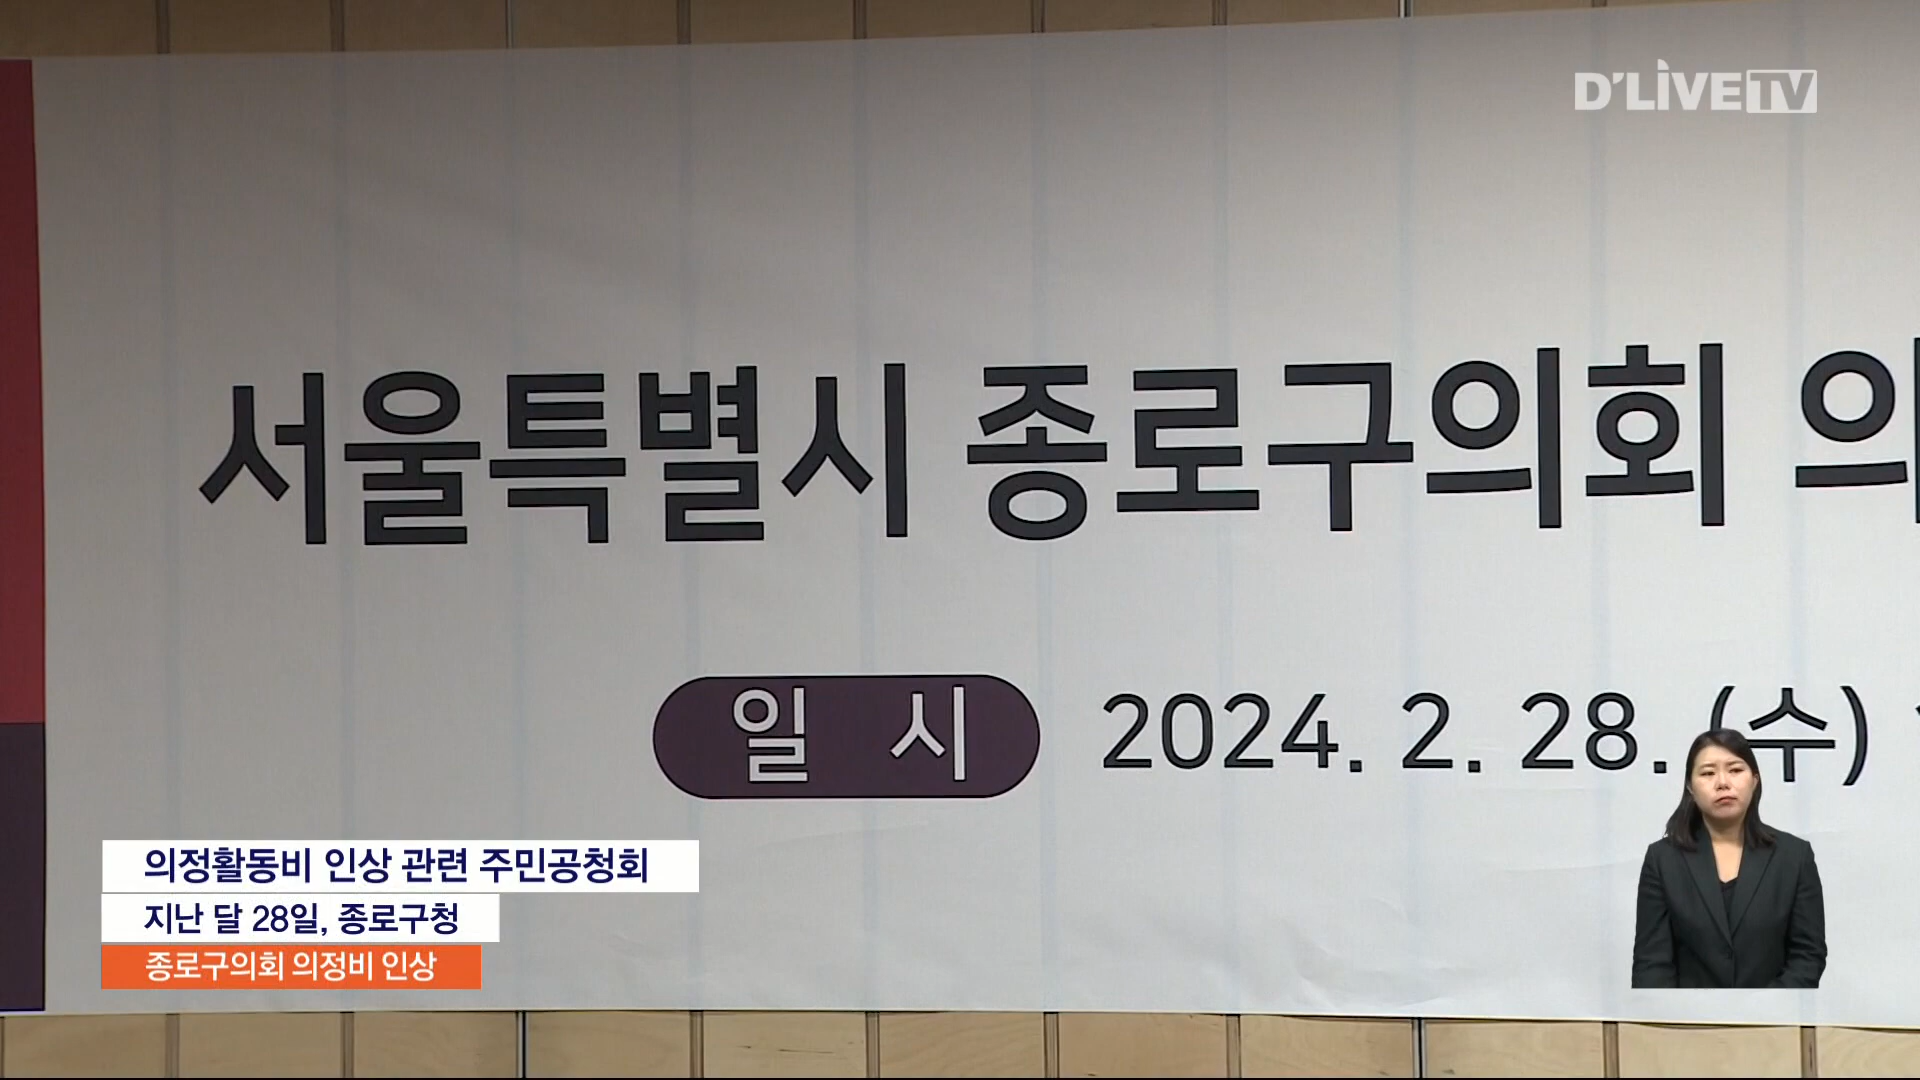 D'LIVE TV
서울특별시 종로구의회 의
일 시 2024. 2. 28. (수)
의정활동비 인상 관련 주민공청회
지난 달 28일, 종로구청
종로구의회 의정비 인상